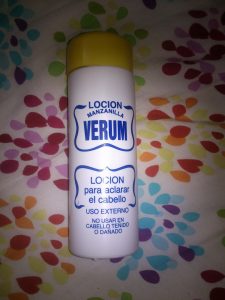 LOCION
MANZANILLA
VERUM
LOCION
para aclarar
el cabello
USO EXTERNO
NO USAR EN
CABELLO TEÑIDO
O DAÑADO